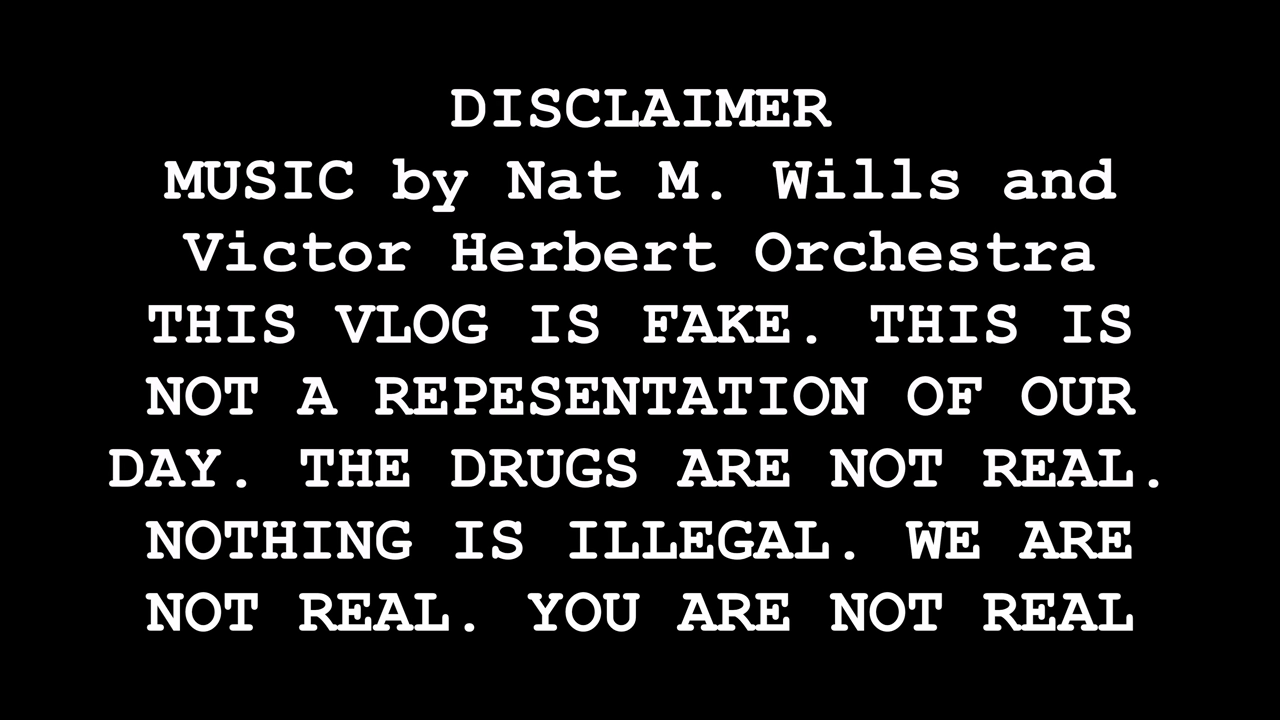 DISCLAIMER
MUSIC by Nat M. Wills and
Victor Herbert Orchestra
THIS VLOG IS FAKE. THIS IS
NOT A REPESENTATION OF OUR
DAY. THE DRUGS ARE NOT REAL.
NOTHING IS ILLEGAL. WE ARE
NOT REAL. YOU ARE NOT REAL